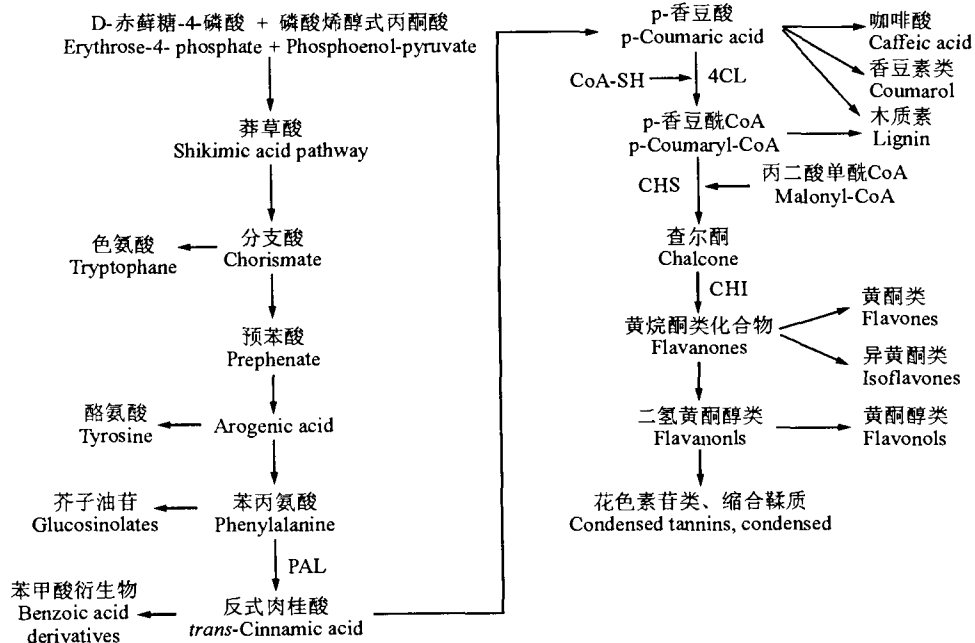 D-赤藓糖-4-磷酸 + 磷酸烯醇式丙酮酸
Erythrose-4- phosphate + Phosphoenol-pyruvate
莽草酸
Shikimic acid pathway
色氨酸
Tryptophane
分支酸
Chorismate
预苯酸
Prephenate
酪氨酸
Tyrosine
Arogenic acid
芥子油苷
Glucosinolates
苯丙氨酸
Phenylalanine
PAL
苯甲酸衍生物
Benzoic acid
derivatives
反式肉桂酸
trans-Cinnamic acid
p-香豆酸
p-Coumaric acid
咖啡酸
Caffeic acid
香豆素类
Coumarol
木质素
Lignin
CoA-SH
4CL
p-香豆酰CoA
p-Coumaryl-CoA
CHS
丙二酸单酰CoA
Malonyl-CoA
查尔酮
Chalcone
CHI
黄烷酮类化合物
Flavanones
黄酮类
Flavones
异黄酮类
Isoflavones
二氢黄酮醇类
Flavanonls
黄酮醇类
Flavonols
花色素苷类、缩合鞣质
Condensed tannins, condensed